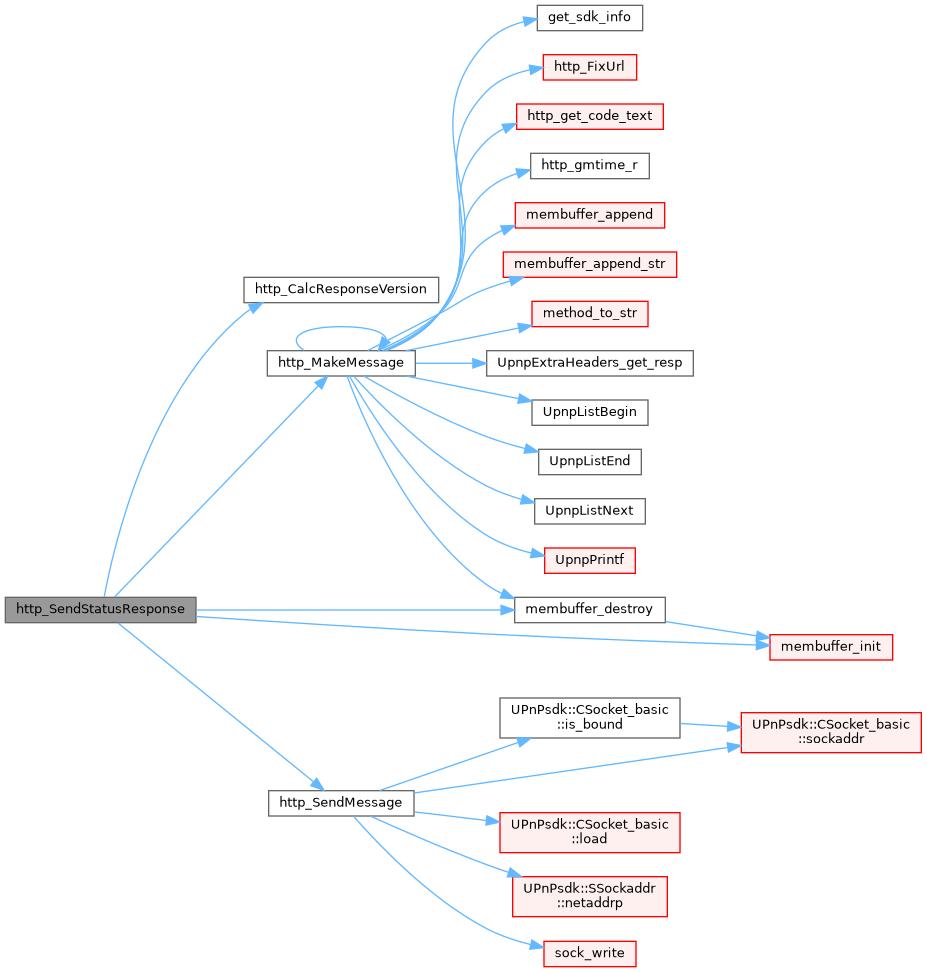 get_sdk_info
http_FixUrl
http_get_code_text
http_gmtime_r
membuffer_append
membuffer_append_str
http_CalcResponseVersion
method_to_str
http_MakeMessage
UpnpExtraHeaders_get_resp
UpnpListBegin
UpnpListEnd
UpnpListNext
UpnpPrintf
http_SendStatusResponse
membuffer_destroy
membuffer_init
UPnPsdk::CSocket_basic
::is_bound
UPnPsdk::CSocket_basic
::sockaddr
http_SendMessage
UPnPsdk::CSocket_basic
::load
UPnPsdk::SSockaddr
::netaddrp
sock_write